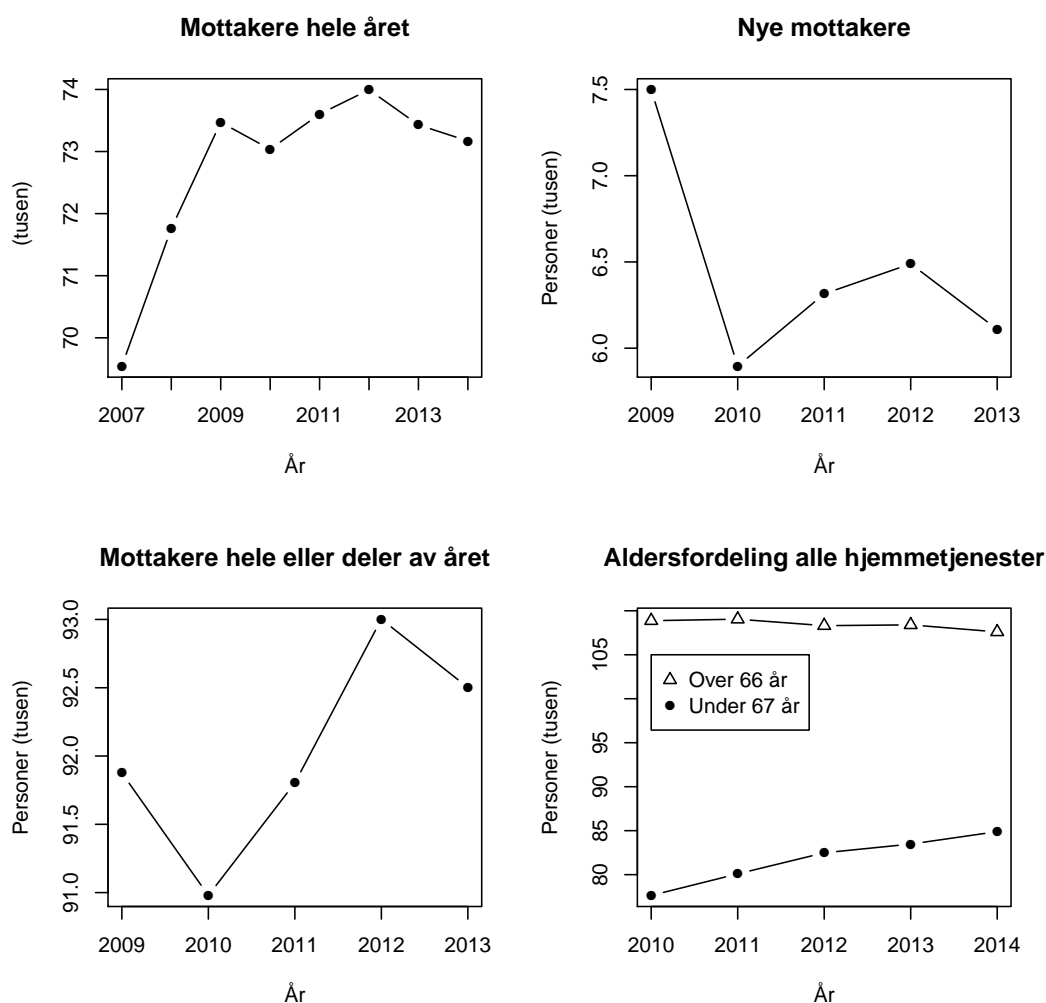 Mottakere hele året
(tusen)
74
73
72
71
70
2007 2009 2011 2013
År
Nye mottakere
Personer (tusen)
7.5
7.0
6.5
6.0
2009 2010 2011 2012 2013
År
Mottakere hele eller deler av året
Personer (tusen)
93.0
92.5
92.0
91.5
91.0
2009 2010 2011 2012 2013
År
Aldersfordeling alle hjemmetjenester
Personer (tusen)
105
95
90
85
80
Over 66 år
Under 67 år
2010 2011 2012 2013 2014
År